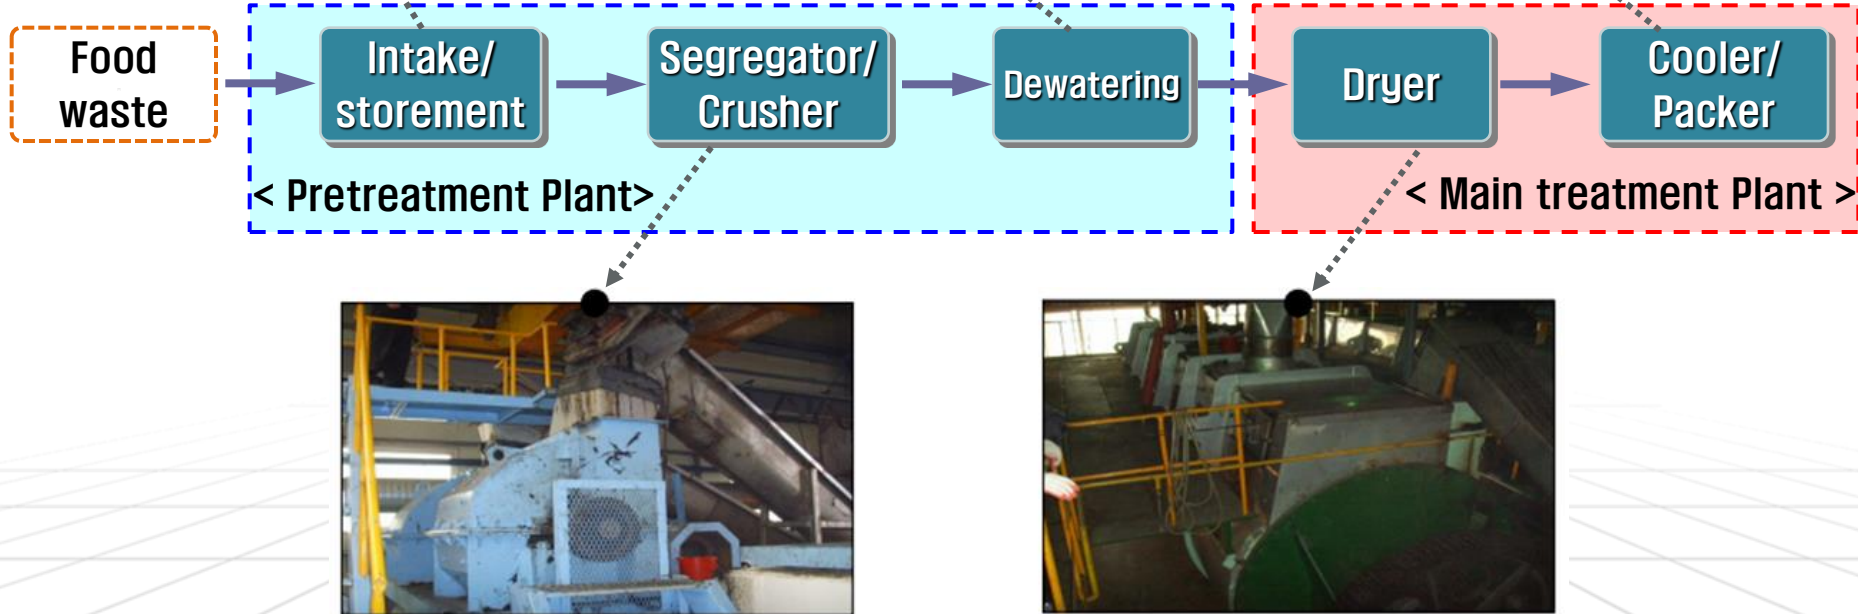 Food
waste
Intake/
storement
Segregator/
Crusher
Dewatering
Dryer
Cooler/
Packer
< Pretreatment Plant>
< Main treatment Plant >